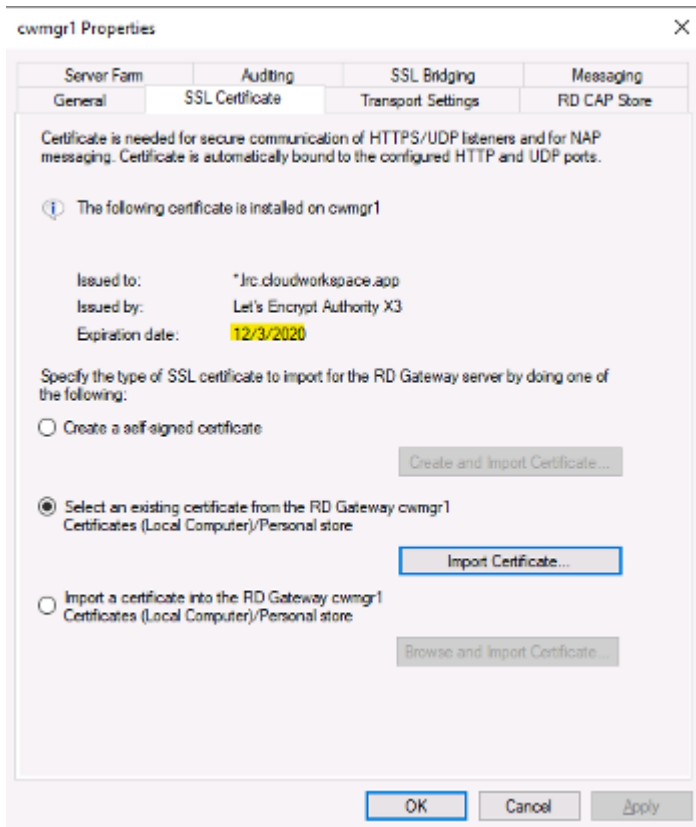 cwmgr1 Properties
Server Farm Auditing SSL Bridging Messaging
General SSL Certificate Transport Settings RD CAP Store
Certificate is needed for secure communication of HTTPS/UDP listeners and for NAP
messaging. Certificate is automatically bound to the configured HTTP and UDP ports.
The following certificate is installed on cwmgr1
Issued to: *.lrc.cloudworkspace.app
Issued by: Let's Encrypt Authority X3
Expiration date: 12/3/2020
Specify the type of SSL certificate to import for the RD Gateway server by doing one of
the following:
Create a self-signed certificate
Create and Import Certificate...
Select an existing certificate from the RD Gateway cwmgr1
Certificates (Local Computer)/Personal store
Import Certificate...
Import a certificate into the RD Gateway cwmgr1
Certificates (Local Computer)/Personal store
Browse and Import Certificate...
OK Cancel Apply